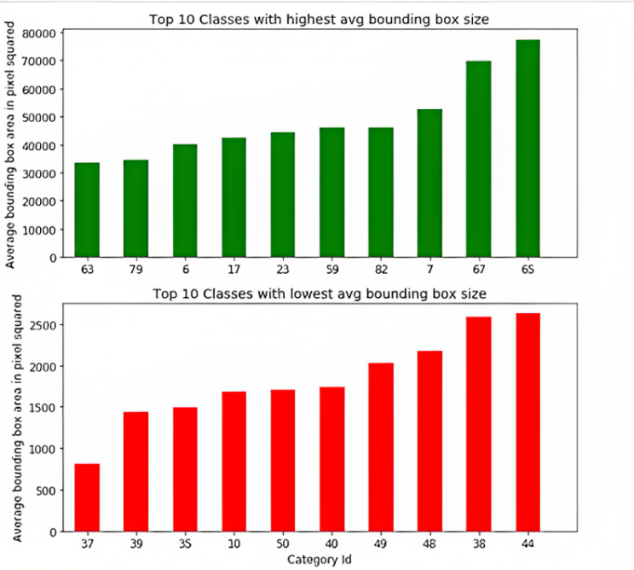 Top 10 Classes with highest avg bounding box size
Average bounding box area in pixel squared
80000
70000
60000
50000
40000
30000
20000
10000
0
63 79 6 17 23 59 82 7 67 65
Top 10 Classes with lowest avg bounding box size
Average bounding box area in pixel squared
2500
2000
1500
1000
500
0
37 39 35 10 50 40 49 48 38 44
Category Id